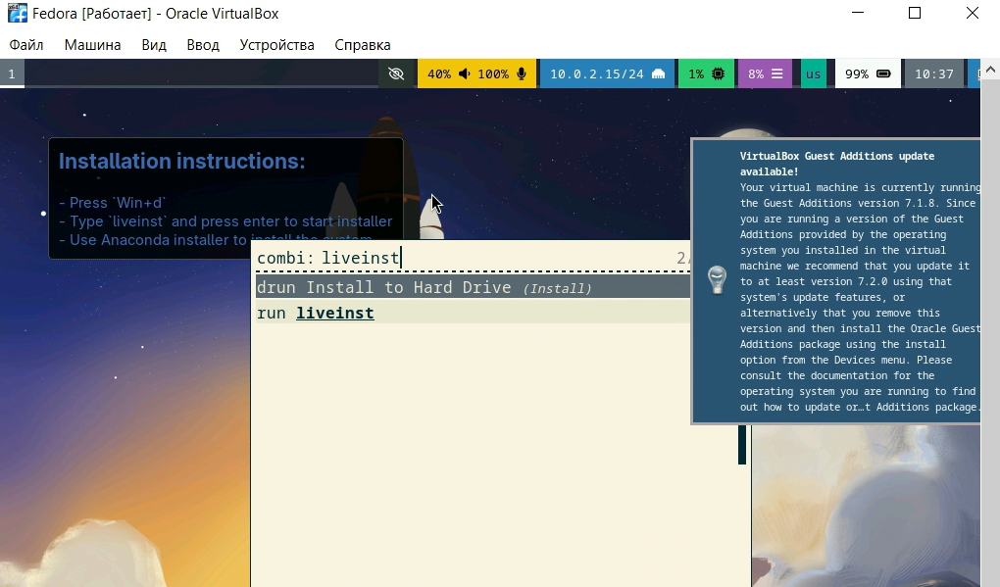 Fedora [Работает] - Oracle VirtualBox
Файл Машина Вид Ввод Устройства Справка
1 40% 100% 10.0.2.15/24 1% 8% us 99% 10:37
Installation instructions:
- Press `Win+d`
- Type `liveinst` and press enter to start installer
- Use Anaconda installer to install the system
combi: liveinst 2/
drun Install to Hard Drive (Install)
run liveinst
VirtualBox Guest Additions update
available!
Your virtual machine is currently running
the Guest Additions version 7.1.8. Since
you are running a version of the Guest
Additions provided by the operating
system you installed in the virtual
machine we recommend that you update it
to at least version 7.2.0 using that
system's update features, or
alternatively that you remove this
version and then install the Oracle Guest
Additions package using the install
option from the Devices menu. Please
consult the documentation for the
operating system you are running to find
out how to update or…t Additions package.